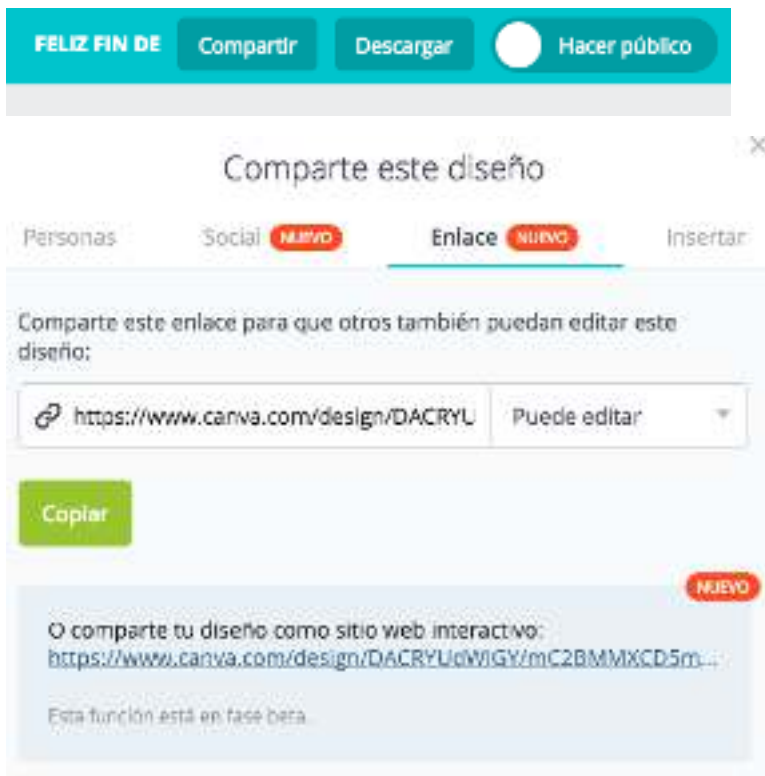 FELIZ FIN DE Compartir Descargar Hacer público
Comparte este diseño
Personas Social NUEVO Enlace NUEVO Insertar
Comparte este enlace para que otros también puedan editar este
diseño:
https://www.canva.com/design/DACRYU Puede editar
Copiar
NUEVO
O comparte tu diseño como sitio web interactivo:
https://www.canva.com/design/DACRYUdWIGY/mC2BMMXCD5m...
Esta función está en fase beta.